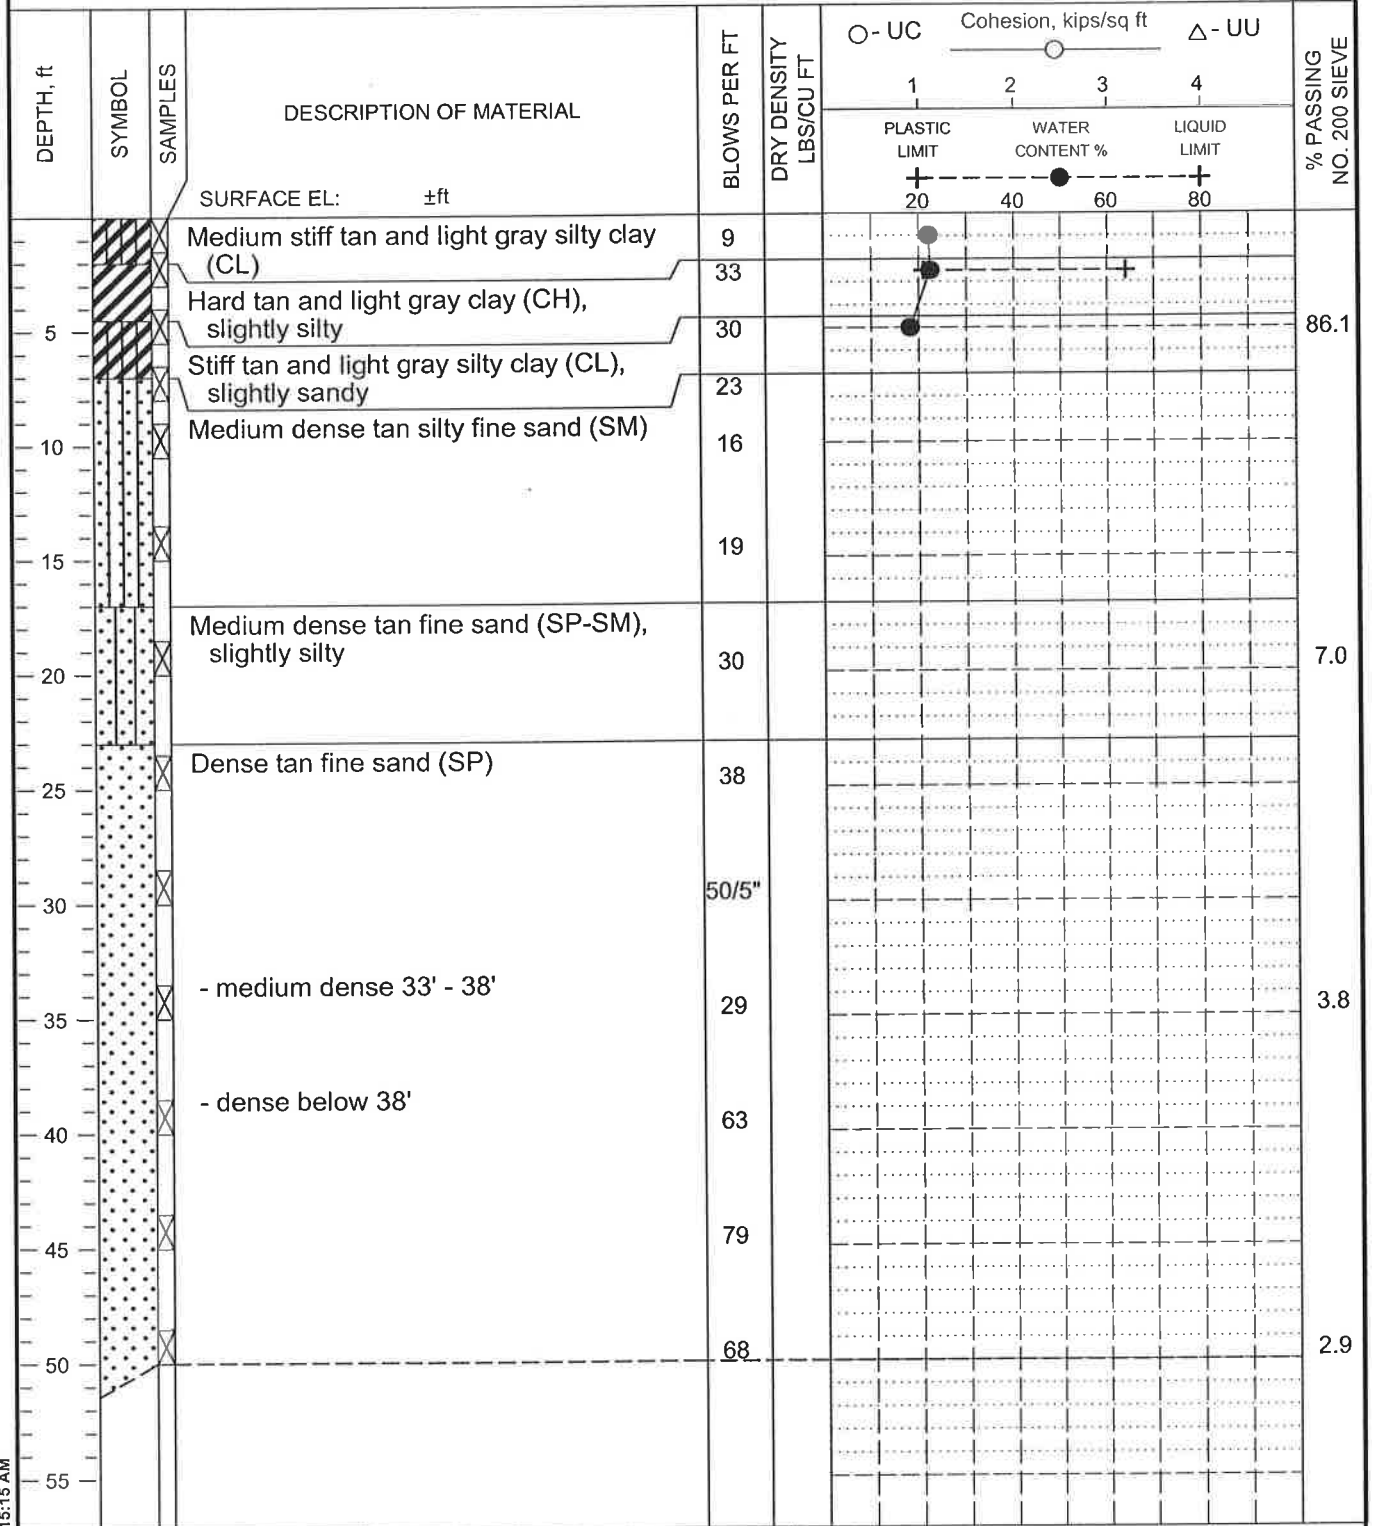 DEPTH, ft
SYMBOL
SAMPLES
DESCRIPTION OF MATERIAL
SURFACE EL: ±ft
BLOWS PER FT
DRY DENSITY
LBS/CU FT
○- UC Cohesion, kips/sq ft △- UU
1 2 3 4
PLASTIC WATER LIQUID
LIMIT CONTENT % LIMIT
20 40 60 80
% PASSING
NO. 200 SIEVE
Medium stiff tan and light gray silty clay 9
(CL) 33
Hard tan and light gray clay (CH),
5 slightly silty 30 86.1
Stiff tan and light gray silty clay (CL),
slightly sandy 23
Medium dense tan silty fine sand (SM)
10 16
15 19
Medium dense tan fine sand (SP-SM),
slightly silty 30 7.0
20
Dense tan fine sand (SP) 38
25
50/5"
30
- medium dense 33' - 38' 29 3.8
35
- dense below 38' 63
40
79
45
68 2.9
50
55
15:15 AM